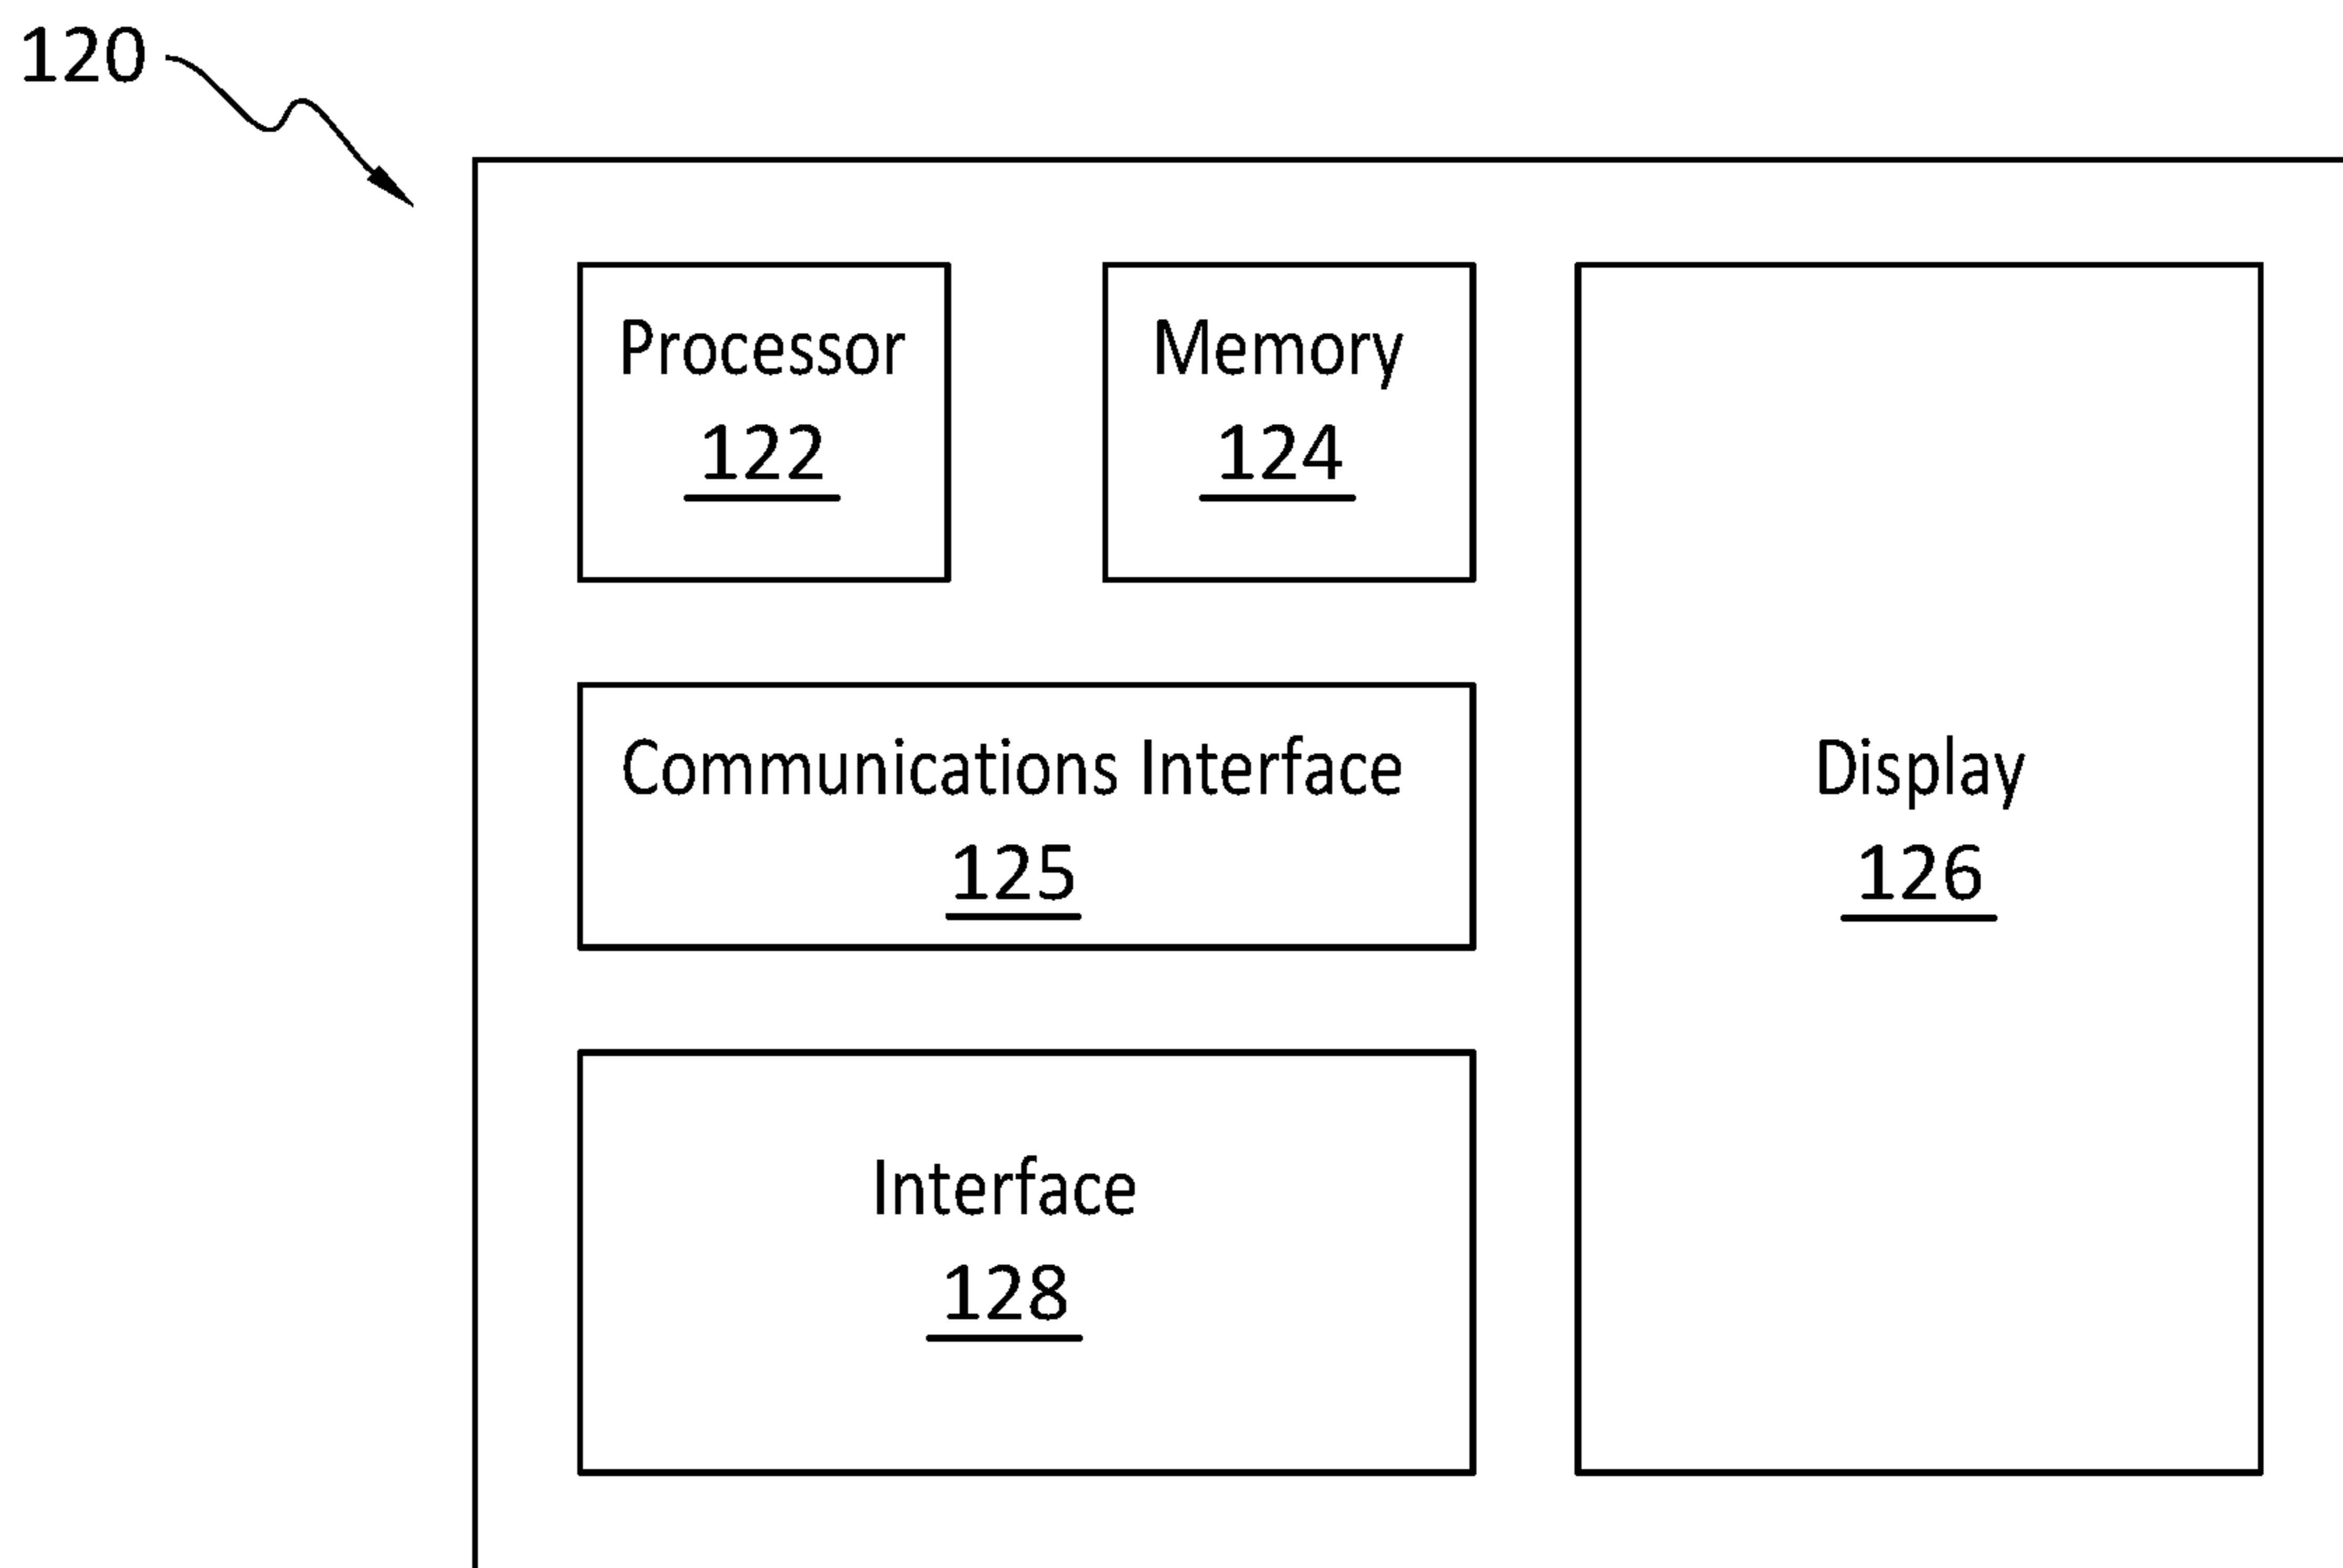 120
Processor
122
Memory
124
Communications Interface
125
Display
126
Interface
128